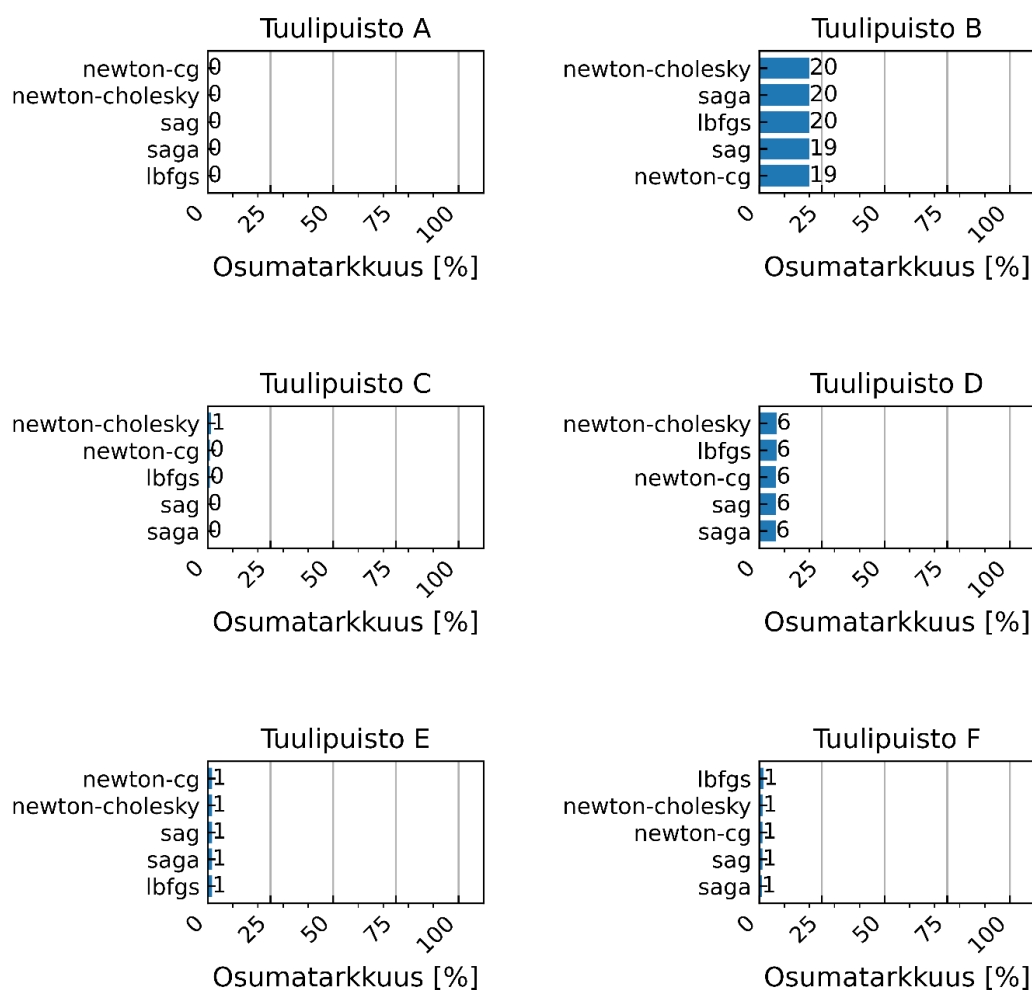 Tuulipuisto A
newton-cg 0
newton-cholesky 0
sag 0
saga 0
lbfgs 0
0 25 50 75 100
Osumatarkkuus [%]
Tuulipuisto B
newton-cholesky 20
saga 20
lbfgs 20
sag 19
newton-cg 19
0 25 50 75 100
Osumatarkkuus [%]
Tuulipuisto C
newton-cholesky 1
newton-cg 0
lbfgs 0
sag 0
saga 0
0 25 50 75 100
Osumatarkkuus [%]
Tuulipuisto D
newton-cholesky 6
lbfgs 6
newton-cg 6
sag 6
saga 6
0 25 50 75 100
Osumatarkkuus [%]
Tuulipuisto E
newton-cg 1
newton-cholesky 1
sag 1
saga 1
lbfgs 1
0 25 50 75 100
Osumatarkkuus [%]
Tuulipuisto F
lbfgs 1
newton-cholesky 1
newton-cg 1
sag 1
saga 1
0 25 50 75 100
Osumatarkkuus [%]